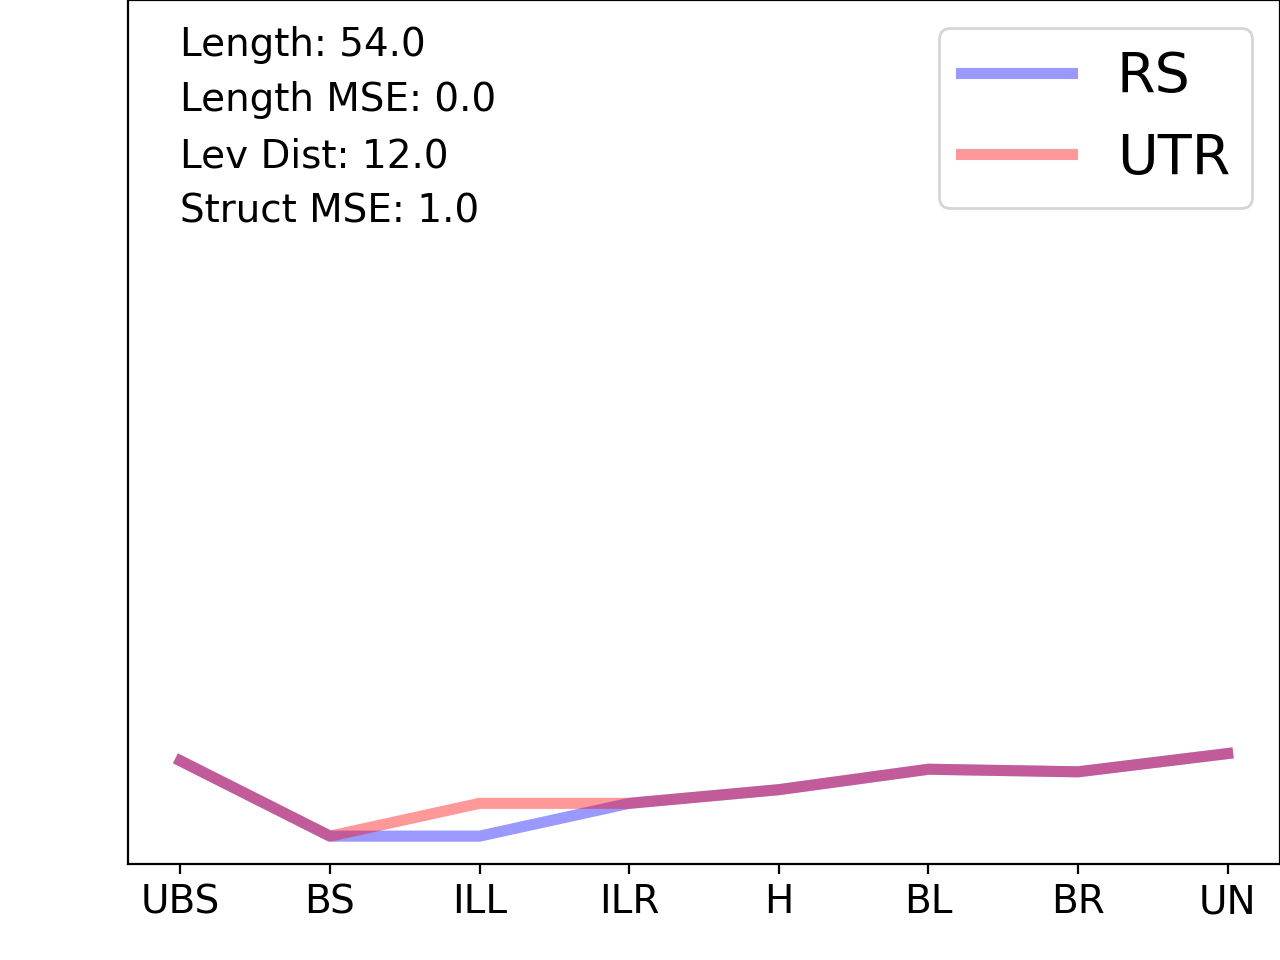 Length: 54.0
Length MSE: 0.0
Lev Dist: 12.0
Struct MSE: 1.0
RS
UTR
UBS BS ILL ILR H BL BR UN